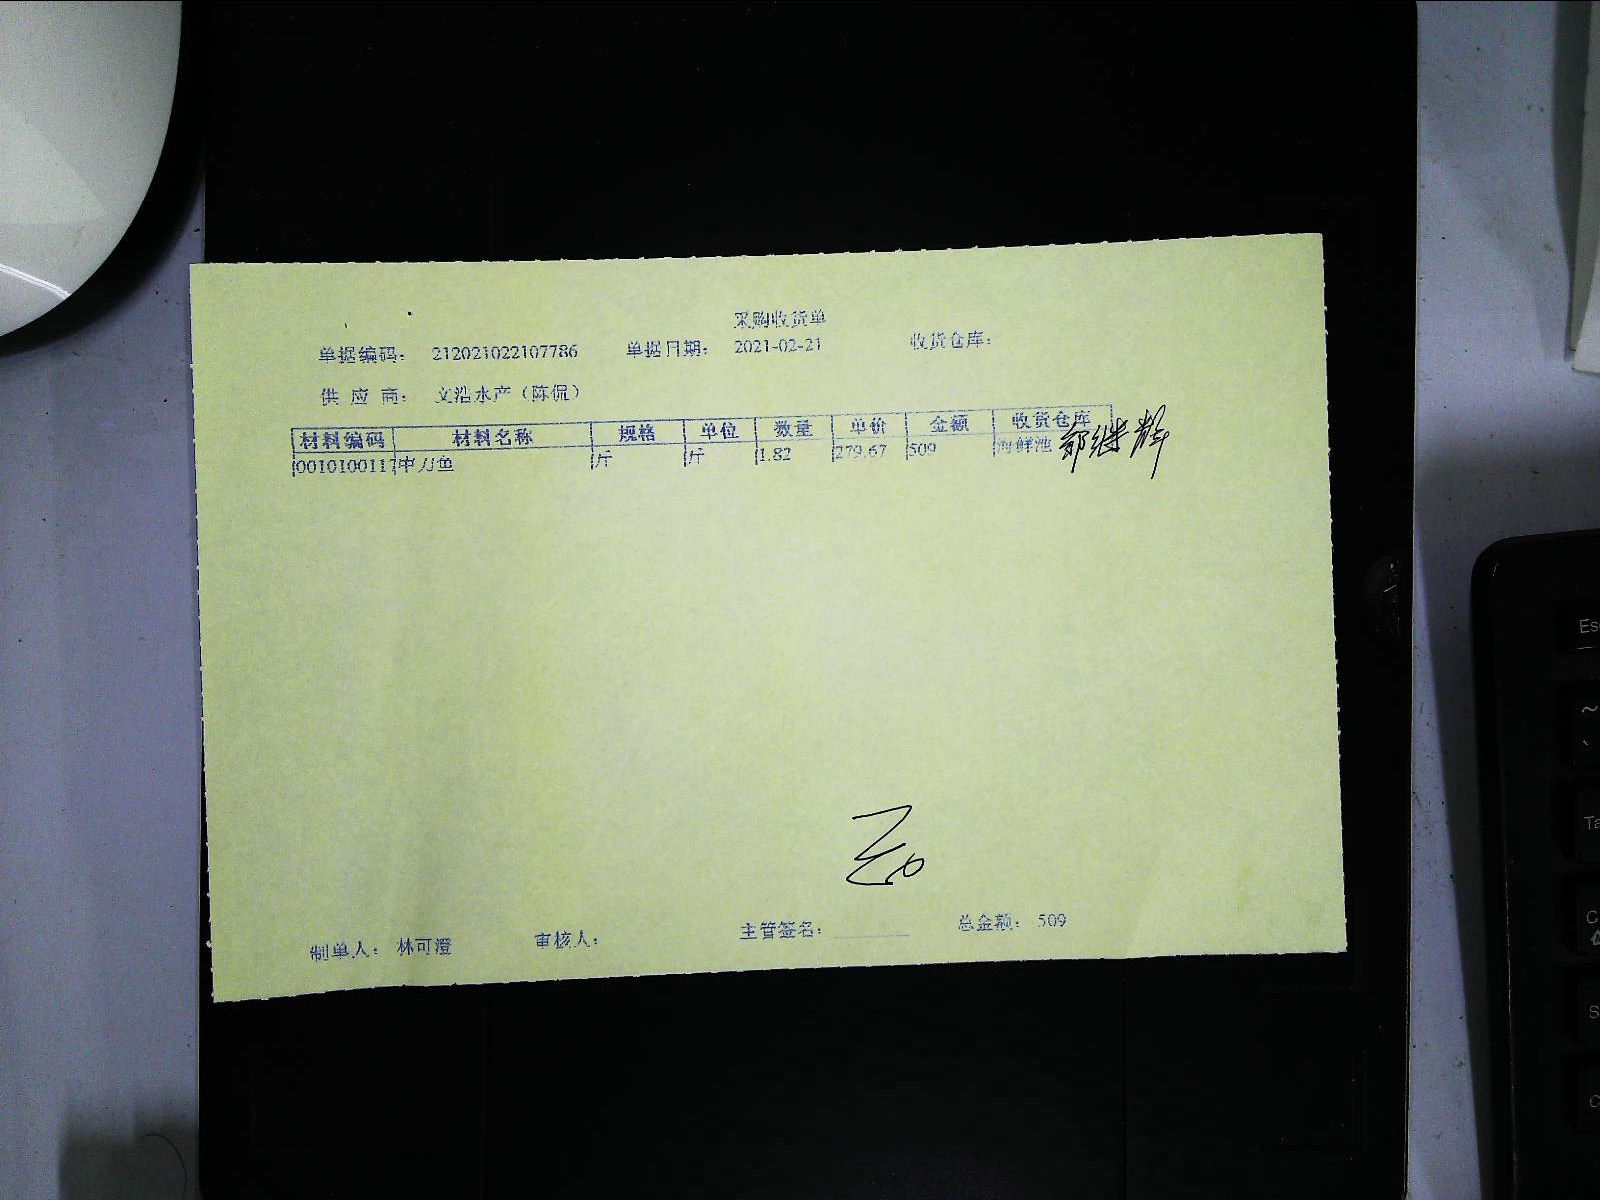 采购收货单
单据编码： 212021022107786 单据日期： 2021-02-21 收货仓库：
供 应 商： 文浩水产（陈侃）
材料编码 材料名称 规格 单位 数量 单价 金额 收货仓库
0010100117 中刀鱼 斤 斤 1.82 279.67 509 海鲜池
制单人： 林可澄 审核人： 主管签名： 总金额： 509
Es
~
Ta
C
S
C